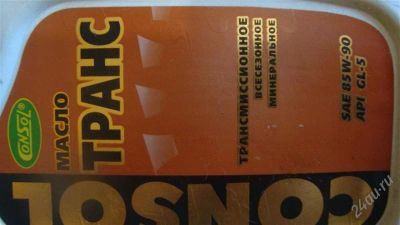 CONSOL®
МАСЛО
ТРАНС
ТРАНСМИССИОННОЕ
ВСЕСЕЗОННОЕ
МИНЕРАЛЬНОЕ
SAE 85W-90
API GL-5
CONSOL
24au.ru